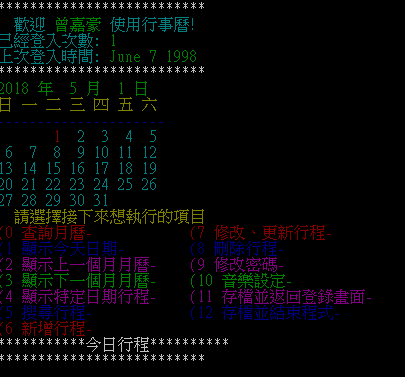 *******************************
歡迎 曾嘉豪 使用行事曆!
已經登入次數: 1
上次登入時間: June 7 1998
*******************************
2018 年 5 月 1 日
日 一 二 三 四 五 六
---------------------
1 2 3 4 5
6 7 8 9 10 11 12
13 14 15 16 17 18 19
20 21 22 23 24 25 26
27 28 29 30 31
請選擇接下來想執行的項目
(0 查詢月曆- (7 修改、更新行程-
(1 顯示今天日期- (8 刪除行程-
(2 顯示上一個月月曆- (9 修改密碼-
(3 顯示下一個月月曆- (10 音樂設定-
(4 顯示特定日期行程- (11 存檔並返回登錄畫面-
(5 搜尋行程- (12 存檔並結束程式-
(6 新增行程-
*************今日行程************
*******************************